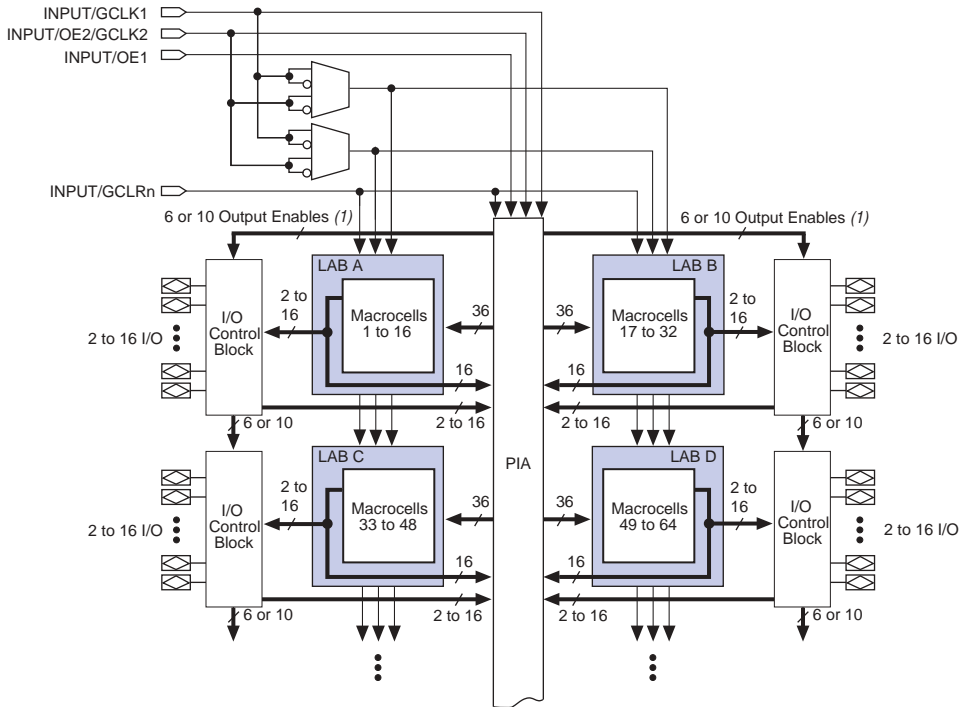 INPUT/GCLK1
INPUT/OE2/GCLK2
INPUT/OE1
INPUT/GCLRn
6 or 10 Output Enables (1)
6 or 10 Output Enables (1)
LAB A
LAB B
2 to 16 I/O
I/O
Control
Block
2 to
16
Macrocells
1 to 16
36
36
Macrocells
17 to 32
2 to
16
I/O
Control
Block
2 to 16 I/O
16
16
2 to 16
2 to 16
6 or 10
6 or 10
LAB C
PIA
LAB D
2 to 16 I/O
I/O
Control
Block
2 to
16
Macrocells
33 to 48
36
36
Macrocells
49 to 64
2 to
16
I/O
Control
Block
2 to 16 I/O
16
16
2 to 16
2 to 16
6 or 10
6 or 10